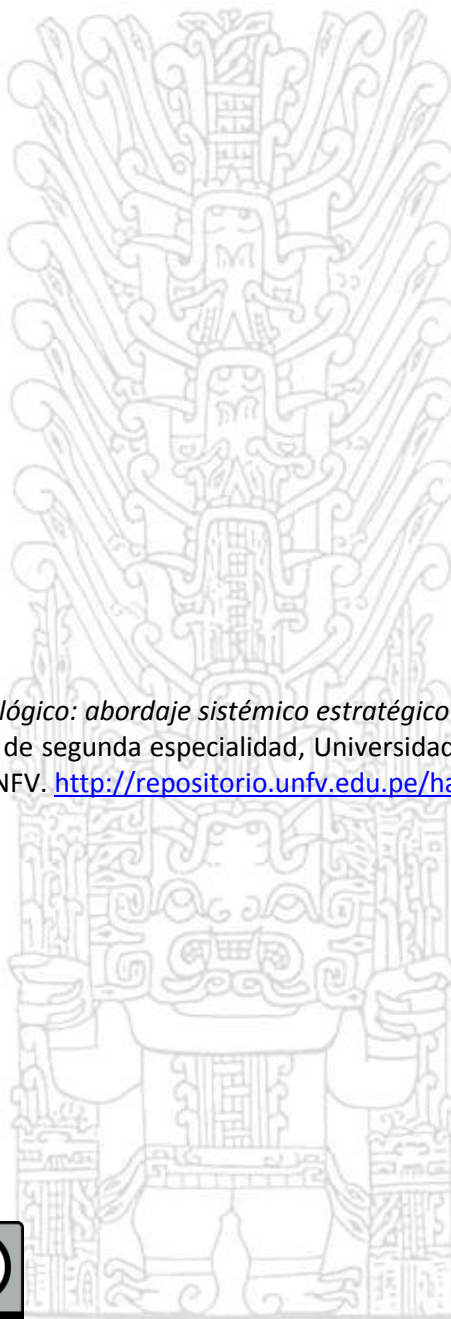 lógico: abordaje sistémico estratégico
de segunda especialidad, Universidad
NFV. http://repositorio.unfv.edu.pe/ha